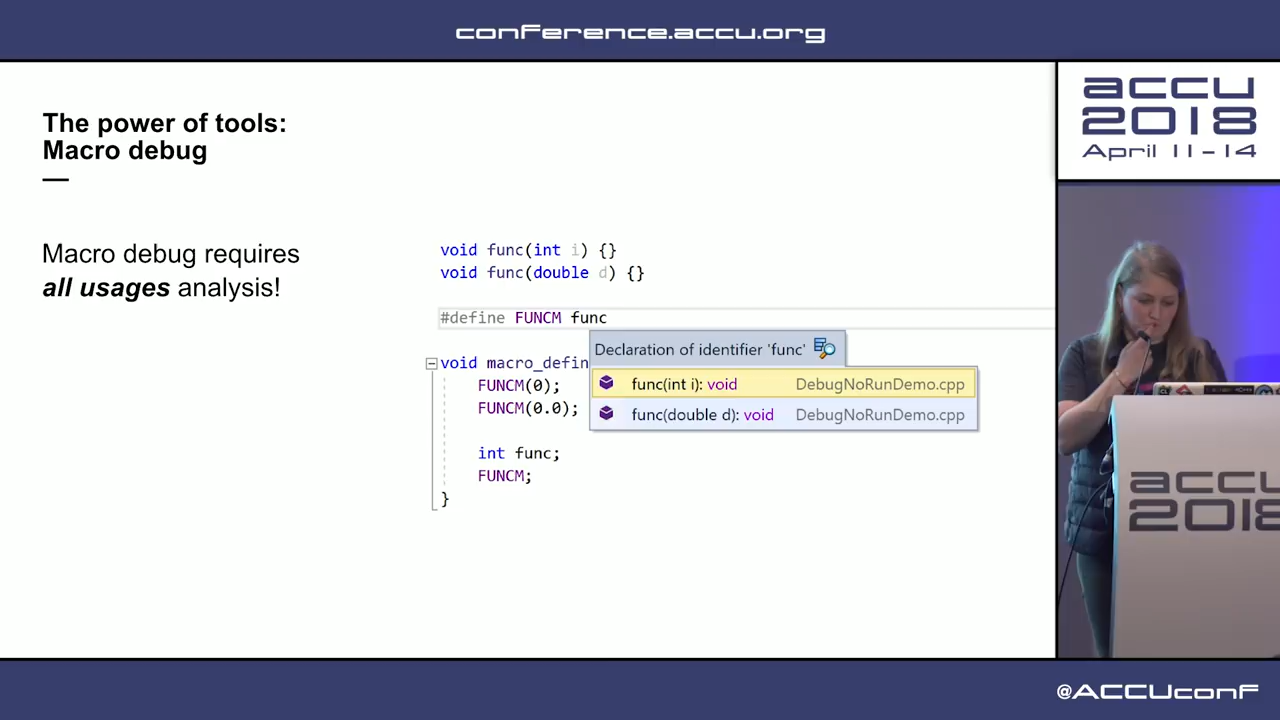 conference.accu.org
The power of tools:
Macro debug
Macro debug requires
all usages analysis!
void func(int i) {}
void func(double d) {}
#define FUNCM func
Declaration of identifier 'func'
void macro_defin
func(int i): void DebugNoRunDemo.cpp
FUNCM(0);
func(double d): void DebugNoRunDemo.cpp
FUNCM(0.0);
int func;
FUNCM;
}
accu
2018
April 11-14
accu
2018
@ACCUconf